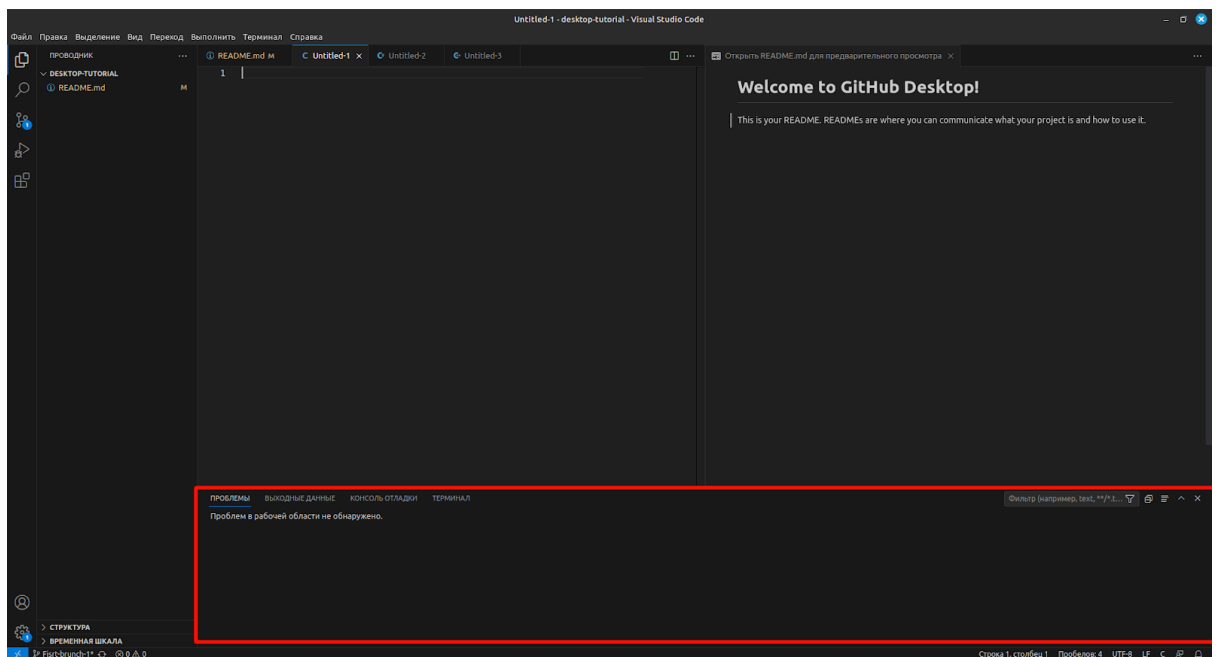 Untitled-1 - desktop-tutorial - Visual Studio Code
Файл Правка Выделение Вид Переход Выполнить Терминал Справка
ПРОВОДНИК
README.md M
Untitled-1
Untitled-2
Untitled-3
Открыть README.md для предварительного просмотра
DESKTOP-TUTORIAL
README.md M
1
Welcome to GitHub Desktop!
This is your README. READMEs are where you can communicate what your project is and how to use it.
ПРОБЛЕМЫ ВЫХОДНЫЕ ДАННЫЕ КОНСОЛЬ ОТЛАДКИ ТЕРМИНАЛ
Фильтр (например, text, **/*.t...
Проблем в рабочей области не обнаружено.
СТРУКТУРА
ВРЕМЕННАЯ ШКАЛА
Fisrt-brunch-1* 0 0
Строка 1, столбец 1 Пробелов: 4 UTF-8 LF C